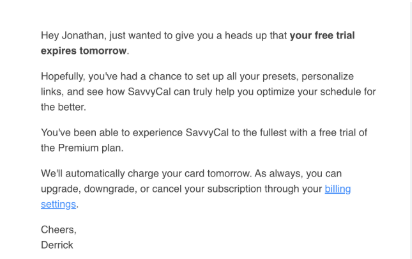 Hey Jonathan, just wanted to give you a heads up that your free trial
expires tomorrow.
Hopefully, you've had a chance to set up all your presets, personalize
links, and see how SavvyCal can truly help you optimize your schedule for
the better.
You've been able to experience SavvyCal to the fullest with a free trial of
the Premium plan.
We'll automatically charge your card tomorrow. As always, you can
upgrade, downgrade, or cancel your subscription through your billing
settings.
Cheers,
Derrick